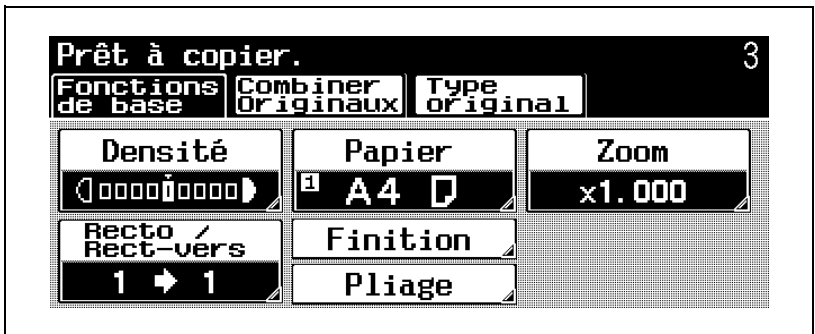 Prêt à copier. 3
Fonctions de base
Combiner Originaux
Type original
Densité
Papier
Zoom
1 A4
x1.000
Recto / Rect-vers
Finition
1 → 1
Pliage